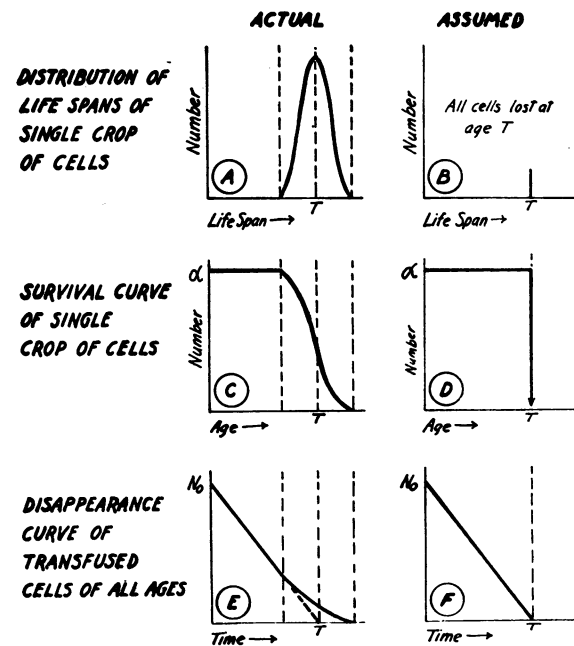 ACTUAL
ASSUMED
DISTRIBUTION OF
LIFE SPANS OF
SINGLE CROP
OF CELLS
Number
A
T
Life Span →
Number
All cells lost at
age T
B
T
Life Span →
SURVIVAL CURVE
OF SINGLE
CROP OF CELLS
α
Number
C
T
Age →
α
Number
D
T
Age →
DISAPPEARANCE
CURVE OF
TRANSFUSED
CELLS OF ALL AGES
N₀
E
T
Time →
N₀
F
T
Time →